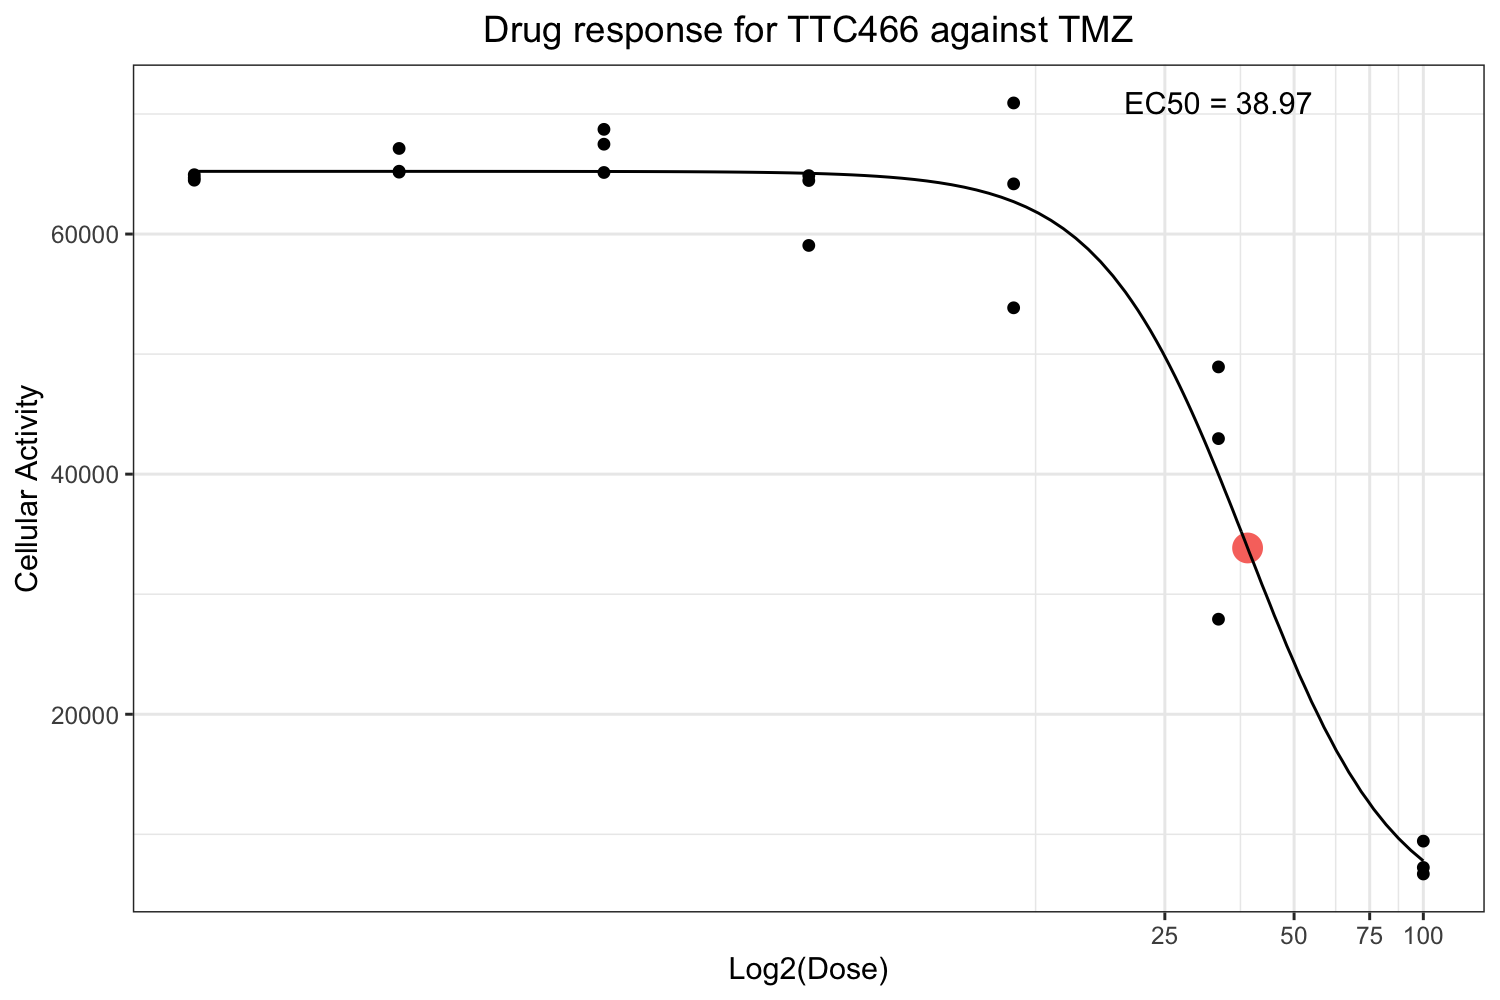 Drug response for TTC466 against TMZ
EC50 = 38.97
60000
40000
20000
Cellular Activity
25 50 75 100
Log2(Dose)